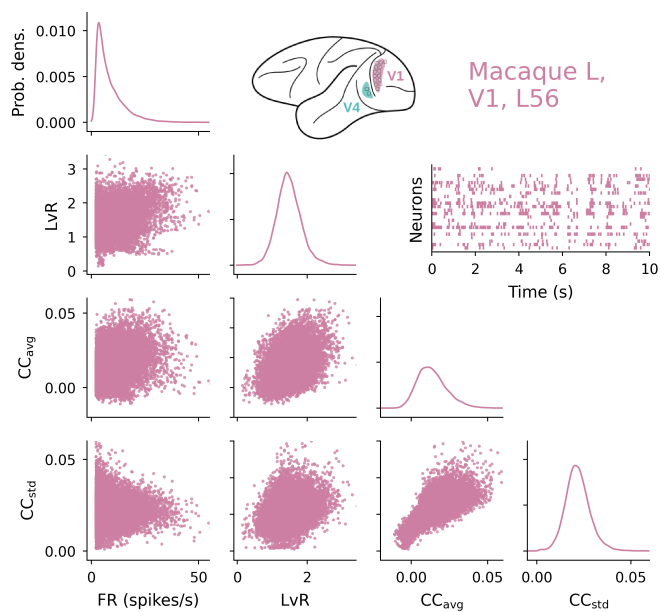 0.010
0.005
0.000
Prob. dens.
V1
V4
Macaque L,
V1, L56
3
2
1
0
LvR
Neurons
0 2 4 6 8 10
Time (s)
0.05
0.00
CCavg
0.05
0.00
CCstd
0 50
FR (spikes/s)
0 2
LvR
0.00 0.05
CCavg
0.00 0.05
CCstd